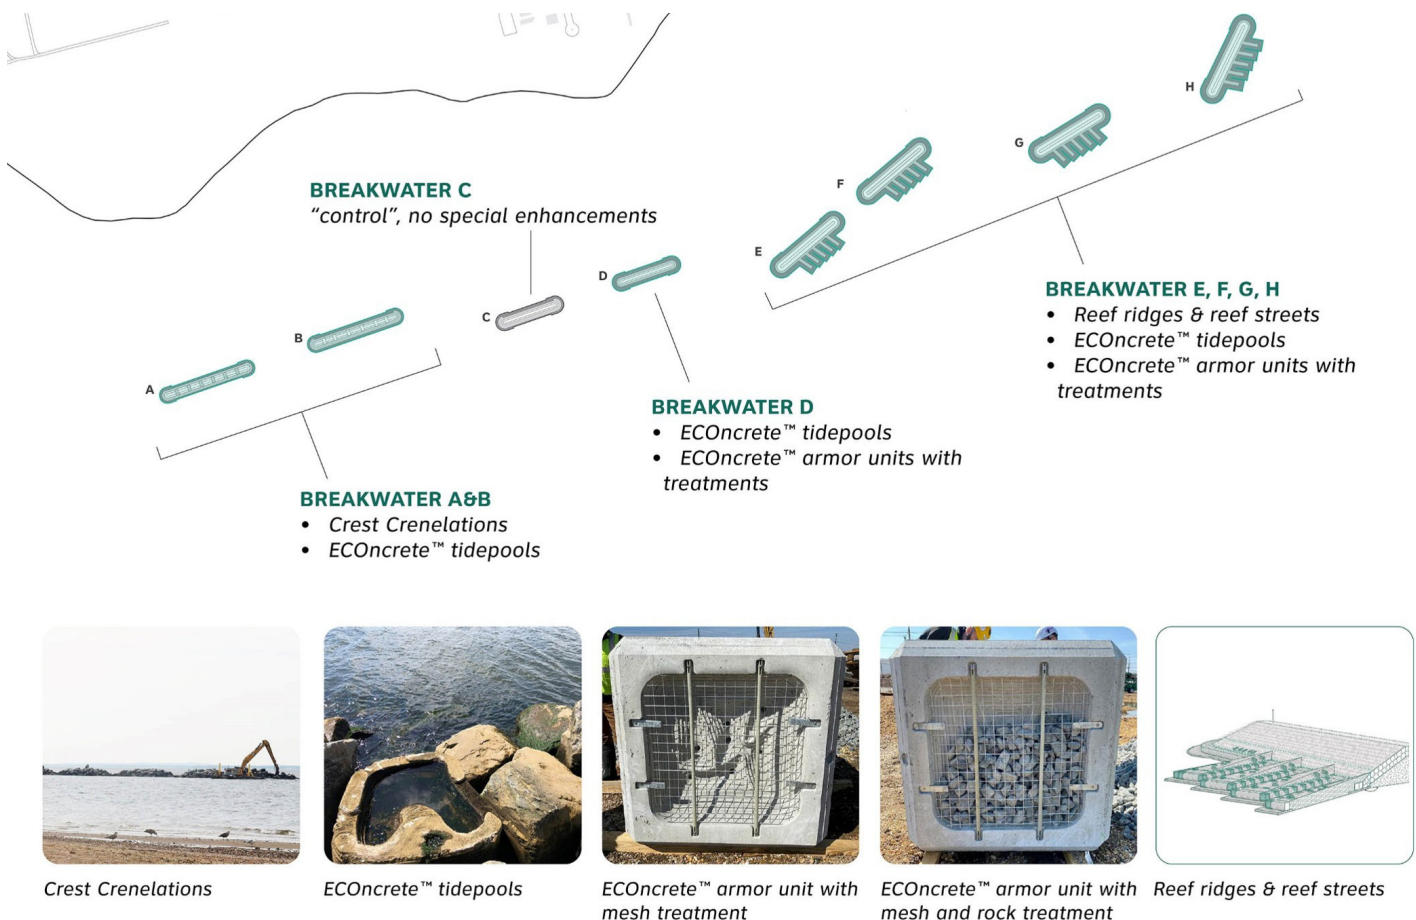 H
G
F
BREAKWATER C
“control”, no special enhancements
E
D
BREAKWATER E, F, G, H
• Reef ridges & reef streets
• ECOncrete™ tidepools
• ECOncrete™ armor units with
treatments
C
B
A
BREAKWATER D
• ECOncrete™ tidepools
• ECOncrete™ armor units with
treatments
BREAKWATER A&B
• Crest Crenelations
• ECOncrete™ tidepools
Crest Crenelations
ECOncrete™ tidepools
ECOncrete™ armor unit with
mesh treatment
ECOncrete™ armor unit with
mesh and rock treatment
Reef ridges & reef streets